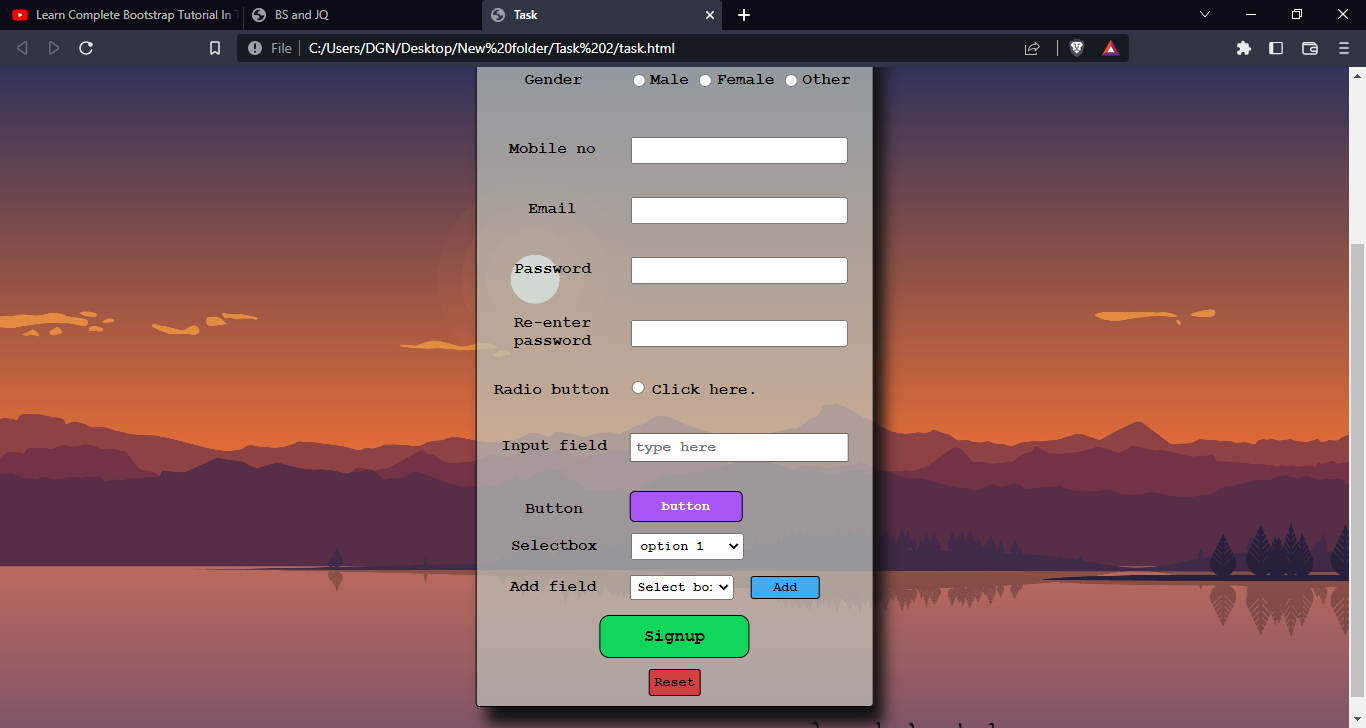 Learn Complete Bootstrap Tutorial In
BS and JQ
Task
File
C:/Users/DGN/Desktop/New%20folder/Task%202/task.html
Gender Male Female Other
Mobile no
Email
Password
Re-enter
password
Radio button Click here.
Input field type here
Button button
Selectbox option 1
Add field Select bo Add
Signup
Reset